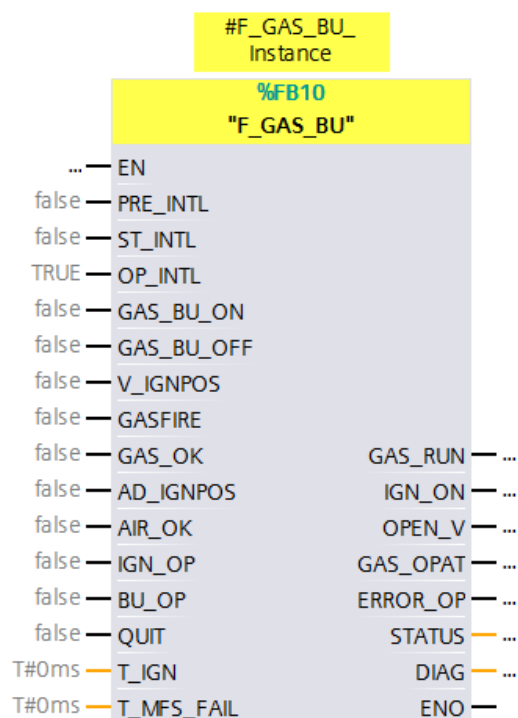 #F_GAS_BU_
Instance
%FB10
"F_GAS_BU"
... EN
false PRE_INTL
false ST_INTL
TRUE OP_INTL
false GAS_BU_ON
false GAS_BU_OFF
false V_IGNPOS
false GASFIRE
false GAS_OK GAS_RUN ...
false AD_IGNPOS IGN_ON ...
false AIR_OK OPEN_V ...
false IGN_OP GAS_OPAT ...
false BU_OP ERROR_OP ...
false QUIT STATUS ...
T#0ms T_IGN DIAG ...
T#0ms T_MFS_FAIL ENO